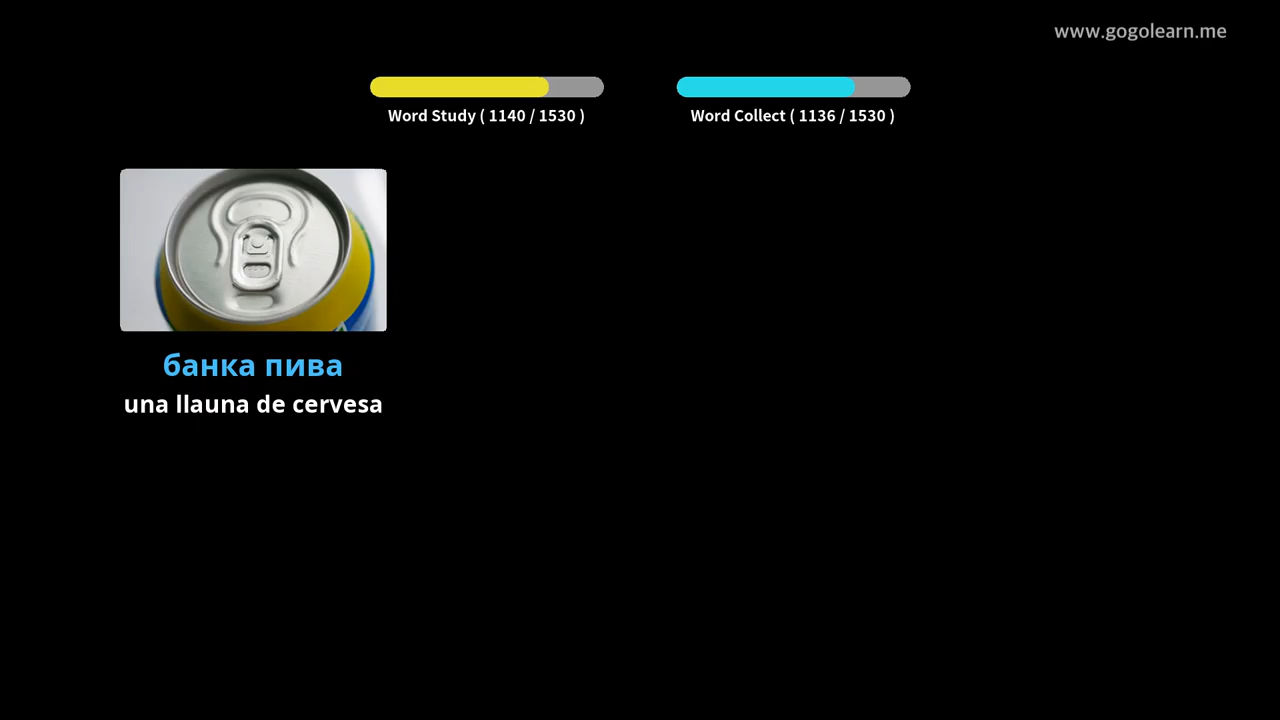 www.gogolearn.me
Word Study ( 1140 / 1530 )
Word Collect ( 1136 / 1530 )
банка пива
una llauna de cervesa